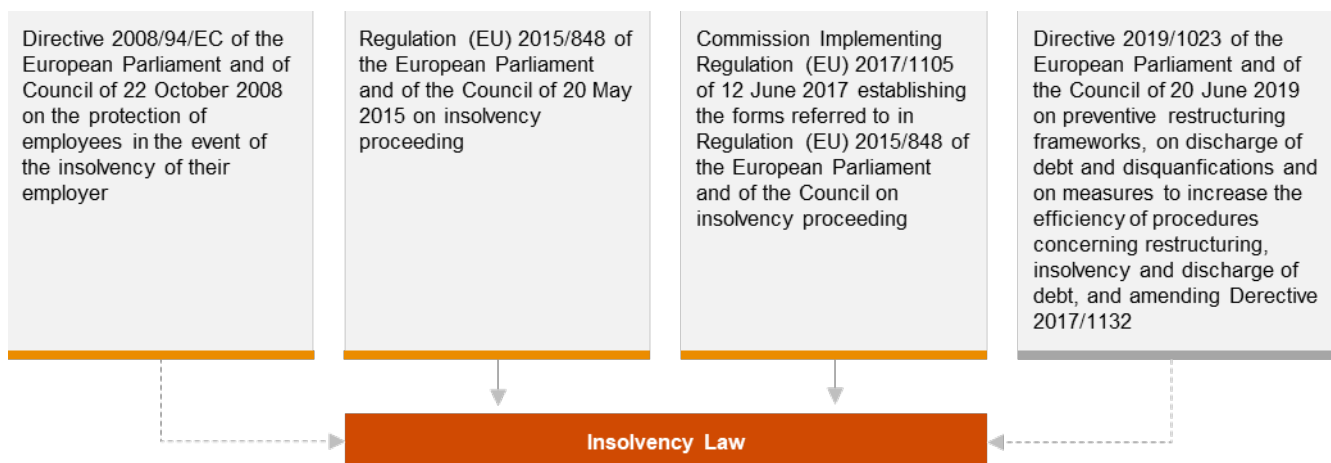 Directive 2008/94/EC of the
European Parliament and of
Council of 22 October 2008
on the protection of
employees in the event of
the insolvency of their
employer
Regulation (EU) 2015/848 of
the European Parliament
and of the Council of 20 May
2015 on insolvency
proceeding
Commission Implementing
Regulation (EU) 2017/1105
of 12 June 2017 establishing
the forms referred to in
Regulation (EU) 2015/848 of
the European Parliament
and of the Council on
insolvency proceeding
Directive 2019/1023 of the
European Parliament and of
the Council of 20 June 2019
on preventive restructuring
frameworks, on discharge of
debt and disquanfications and
on measures to increase the
efficiency of procedures
concerning restructuring,
insolvency and discharge of
debt, and amending Derective
2017/1132
Insolvency Law